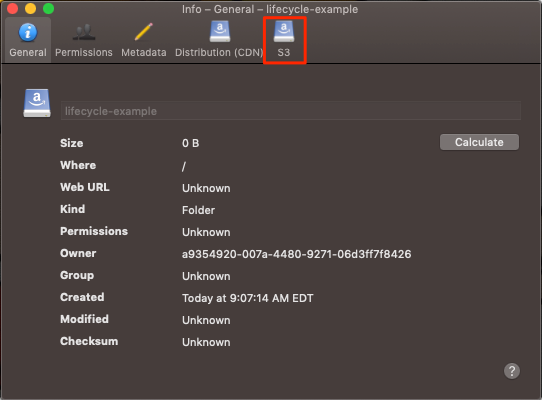 Info – General – lifecycle-example
General Permissions Metadata Distribution (CDN) S3
lifecycle-example
Size 0 B Calculate
Where /
Web URL Unknown
Kind Folder
Permissions Unknown
Owner a9354920-007a-4480-9271-06d3ff7f8426
Group Unknown
Created Today at 9:07:14 AM EDT
Modified Unknown
Checksum Unknown
?